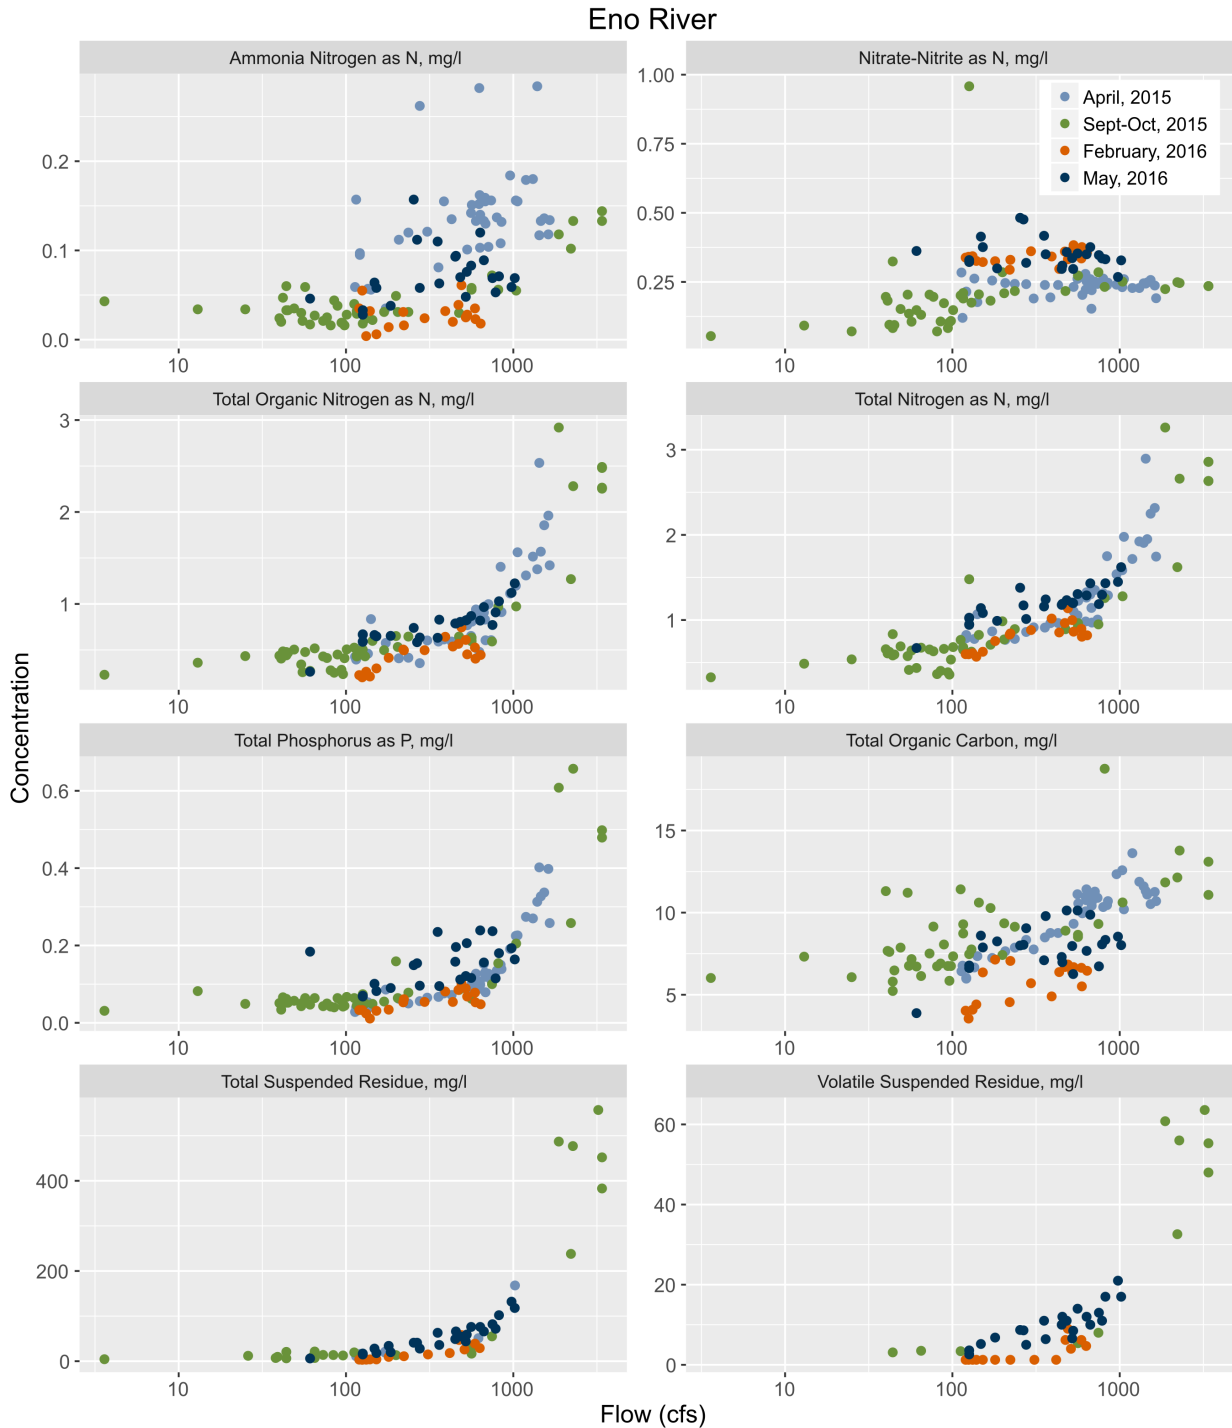 Eno River
Ammonia Nitrogen as N, mg/l
0.2
0.1
0.0
10 100 1000
Nitrate-Nitrite as N, mg/l
1.00
0.75
0.50
0.25
April, 2015
Sept-Oct, 2015
February, 2016
May, 2016
10 100 1000
Total Organic Nitrogen as N, mg/l
3
2
1
10 100 1000
Total Nitrogen as N, mg/l
3
2
1
10 100 1000
Concentration
Total Phosphorus as P, mg/l
0.6
0.4
0.2
0.0
10 100 1000
Total Organic Carbon, mg/l
15
10
5
10 100 1000
Total Suspended Residue, mg/l
400
200
0
10 100 1000
Volatile Suspended Residue, mg/l
60
40
20
0
10 100 1000
Flow (cfs)